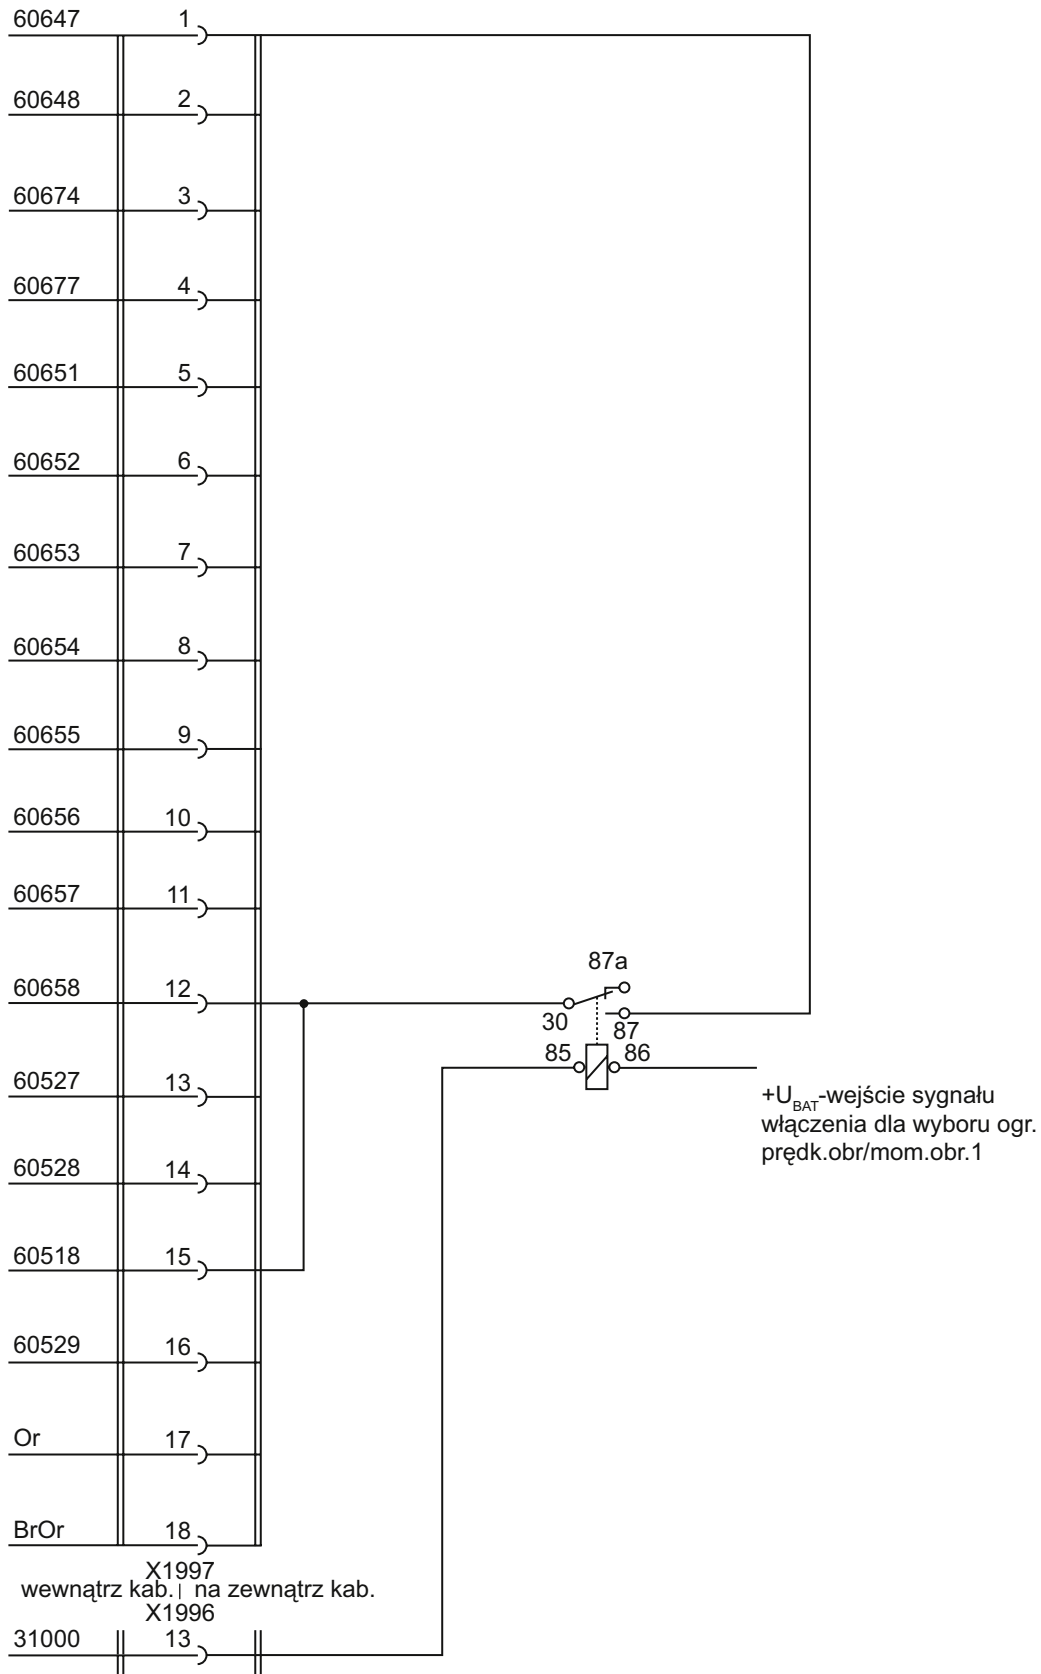 60647 1
60648 2
60674 3
60677 4
60651 5
60652 6
60653 7
60654 8
60655 9
60656 10
60657 11
87a
60658 12
30
87
85 86
60527 13
+UBAT-wejście sygnału
włączenia dla wyboru ogr.
prędk.obr/mom.obr.1
60528 14
60518 15
60529 16
Or 17
BrOr 18
X1997
wewnątrz kab. | na zewnątrz kab.
X1996
31000 13